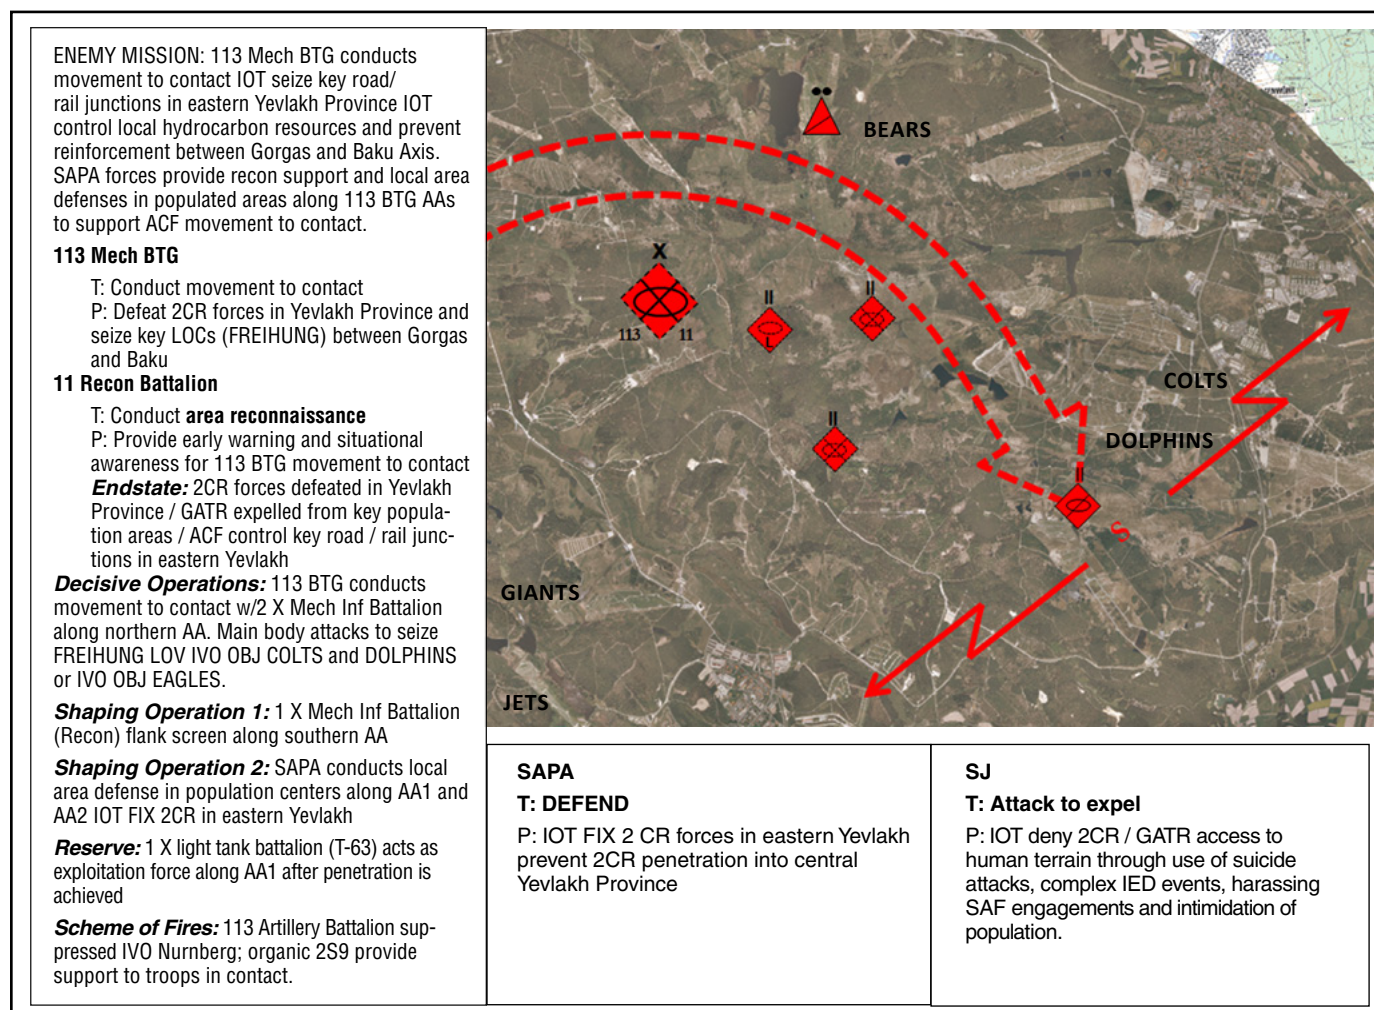 ENEMY MISSION: 113 Mech BTG conducts
movement to contact IOT seize key road/
rail junctions in eastern Yevlakh Province IOT
control local hydrocarbon resources and prevent
reinforcement between Gorgas and Baku Axis.
SAPA forces provide recon support and local area
defenses in populated areas along 113 BTG AAs
to support ACF movement to contact.
113 Mech BTG
T: Conduct movement to contact
P: Defeat 2CR forces in Yevlakh Province and
seize key LOCs (FREIHUNG) between Gorgas
and Baku
11 Recon Battalion
T: Conduct area reconnaissance
P: Provide early warning and situational
awareness for 113 BTG movement to contact
Endstate: 2CR forces defeated in Yevlakh
Province / GATR expelled from key popula-
tion areas / ACF control key road / rail junc-
tions in eastern Yevlakh
Decisive Operations: 113 BTG conducts
movement to contact w/2 X Mech Inf Battalion
along northern AA. Main body attacks to seize
FREIHUNG LOV IVO OBJ COLTS and DOLPHINS
or IVO OBJ EAGLES.
Shaping Operation 1: 1 X Mech Inf Battalion
(Recon) flank screen along southern AA
Shaping Operation 2: SAPA conducts local
area defense in population centers along AA1 and
AA2 IOT FIX 2CR in eastern Yevlakh
Reserve: 1 X light tank battalion (T-63) acts as
exploitation force along AA1 after penetration is
achieved
Scheme of Fires: 113 Artillery Battalion sup-
pressed IVO Nurnberg; organic 2S9 provide
support to troops in contact.
BEARS
X
113 11
II
L
II
II
COLTS
DOLPHINS
II
S
GIANTS
JETS
SAPA
T: DEFEND
P: IOT FIX 2 CR forces in eastern Yevlakh
prevent 2CR penetration into central
Yevlakh Province
SJ
T: Attack to expel
P: IOT deny 2CR / GATR access to
human terrain through use of suicide
attacks, complex IED events, harassing
SAF engagements and intimidation of
population.